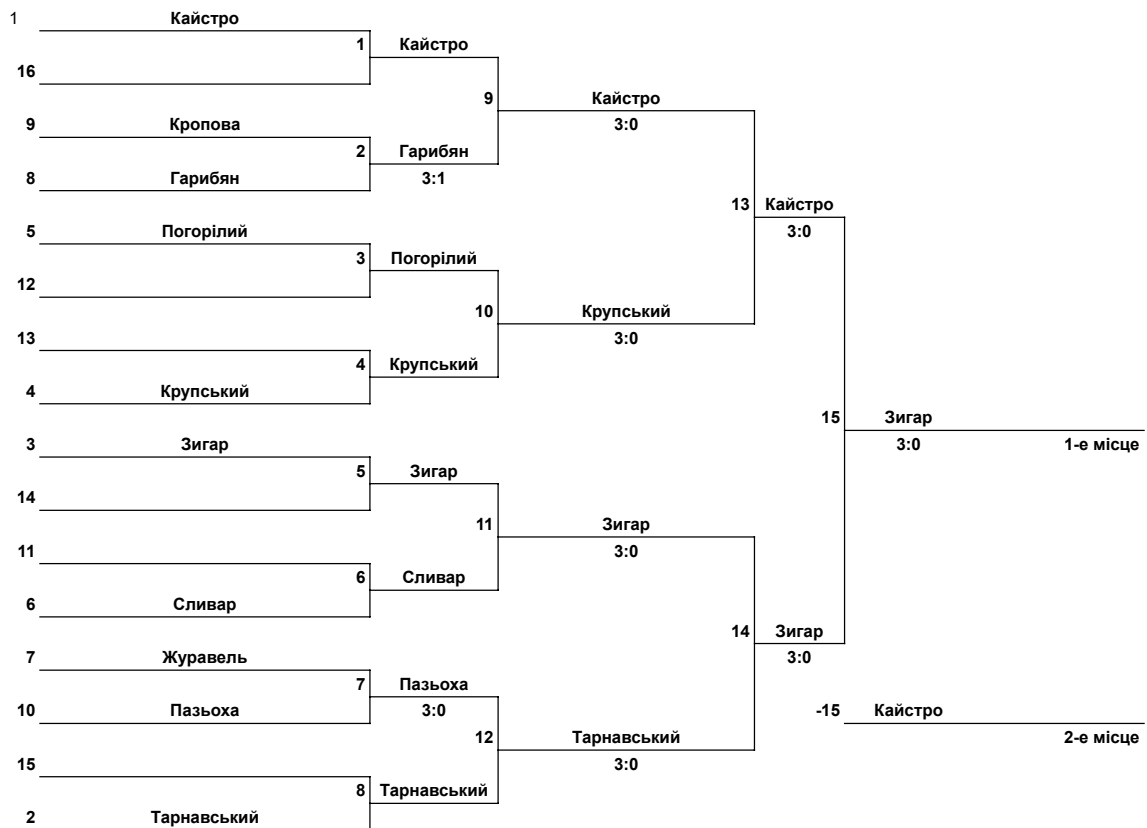 1 Кайстро
1 Кайстро
16
9 Кайстро
3:0
9 Кропова
2 Гарибян
3:1
8 Гарибян
13 Кайстро
3:0
5 Погорілий
3 Погорілий
12
10 Крупський
3:0
13
4 Крупський
4 Крупський
15 Зигар
3:0 1-е місце
3 Зигар
5 Зигар
14
11 Зигар
3:0
11
6 Сливар
6 Сливар
14 Зигар
3:0
7 Журавель
7 Пазьоха
3:0
10 Пазьоха
-15 Кайстро
2-е місце
12 Тарнавський
3:0
15
8 Тарнавський
2 Тарнавський